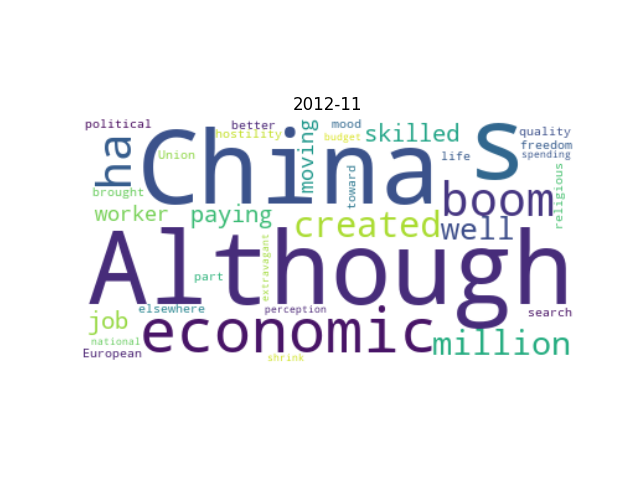 2012-11
political
better
mood
quality
hostility
budget
skilled
freedom
Union
life
spending
China
s
ha
moving
toward
religious
brought
worker
paying
created
boom
well
Although
extravagant
part
job
elsewhere
perception
search
economic
million
national
European
shrink